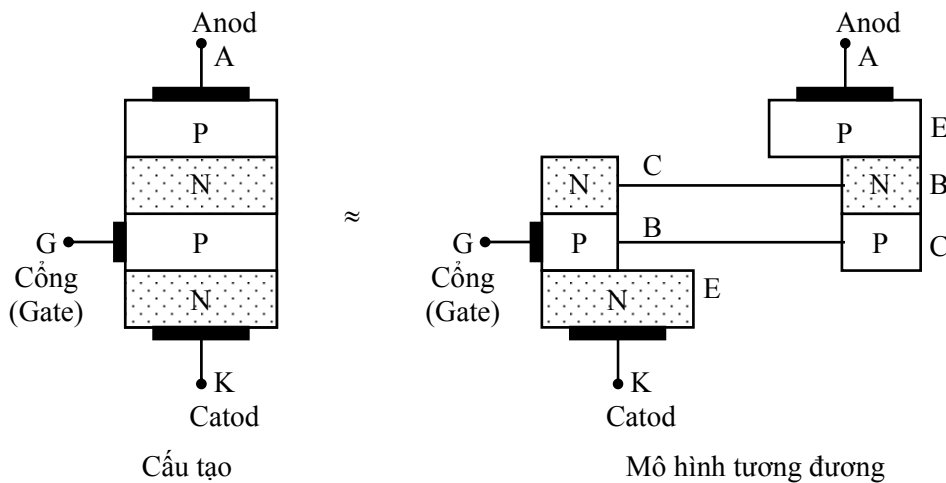 Anod
A
P
N
P
N
G
Cổng
(Gate)
K
Catod
Cấu tạo
≈
Anod
A
P
E
N
C
N
B
G
P
B
P
C
Cổng
(Gate)
N
E
K
Catod
Mô hình tương đương